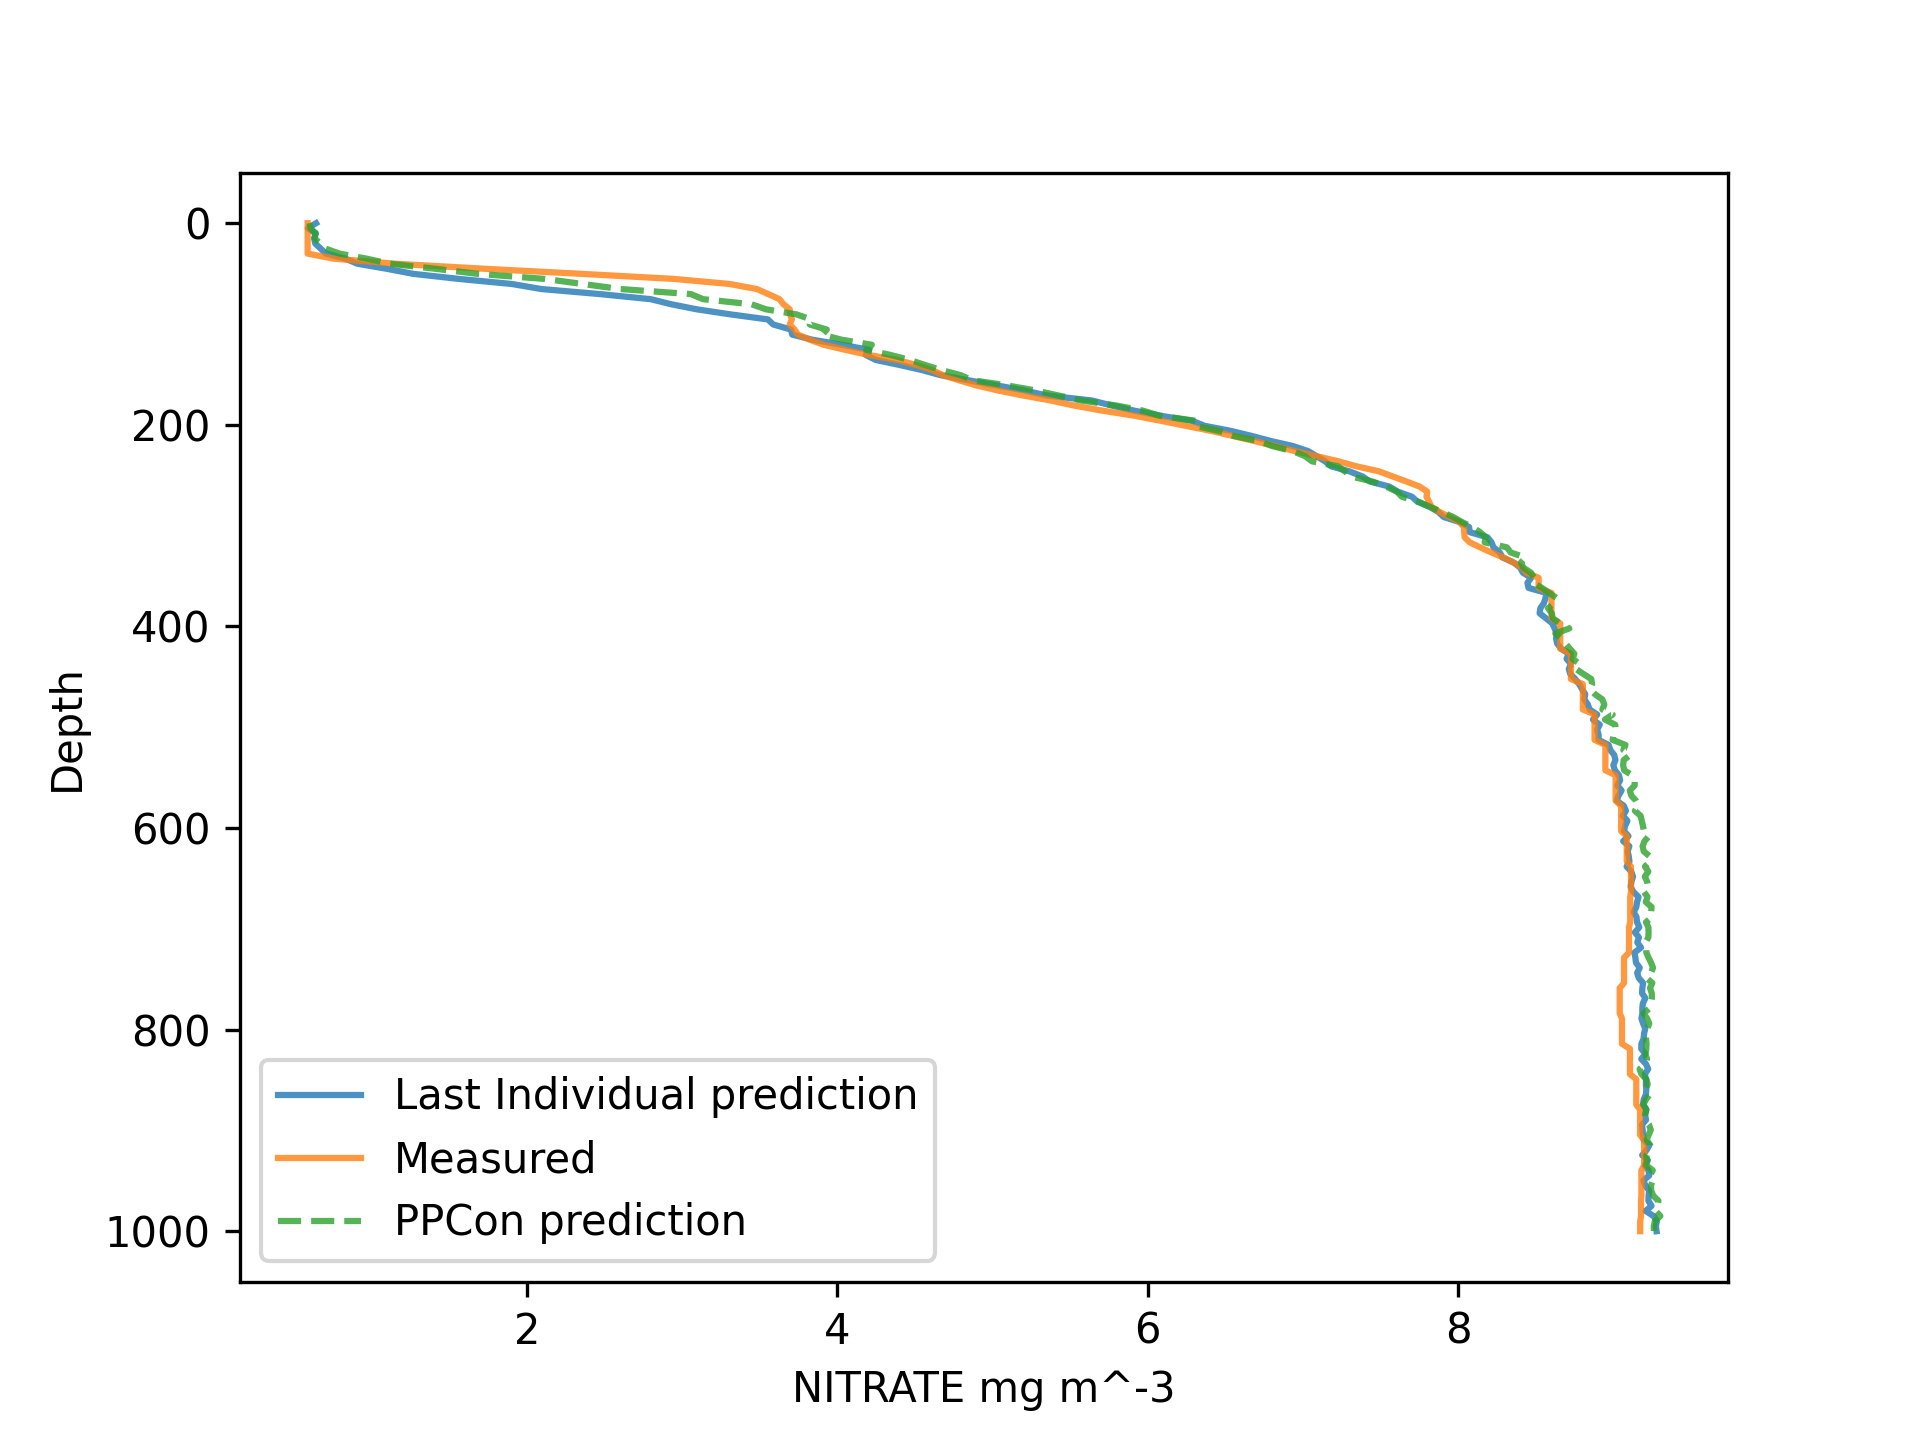 0
200
400
600
800
1000
Depth
Last Individual prediction
Measured
PPCon prediction
2 4 6 8
NITRATE mg m^-3